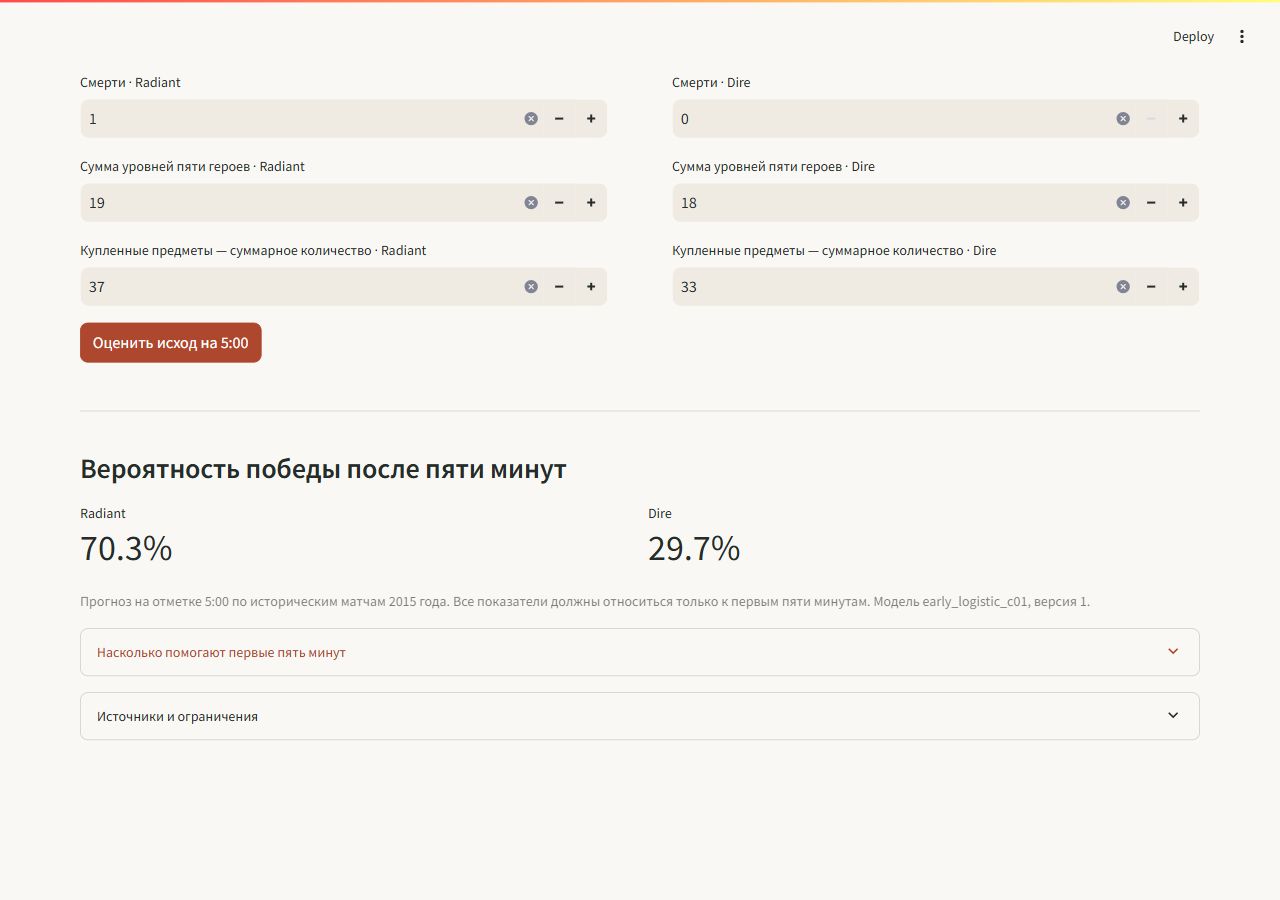 Deploy
Смерти · Radiant
Смерти · Dire
1
0
Сумма уровней пяти героев · Radiant
Сумма уровней пяти героев · Dire
19
18
Купленные предметы — суммарное количество · Radiant
Купленные предметы — суммарное количество · Dire
37
33
Оценить исход на 5:00
Вероятность победы после пяти минут
Radiant
Dire
70.3%
29.7%
Прогноз на отметке 5:00 по историческим матчам 2015 года. Все показатели должны относиться только к первым пяти минутам. Модель early_logistic_c01, версия 1.
Насколько помогают первые пять минут
Источники и ограничения